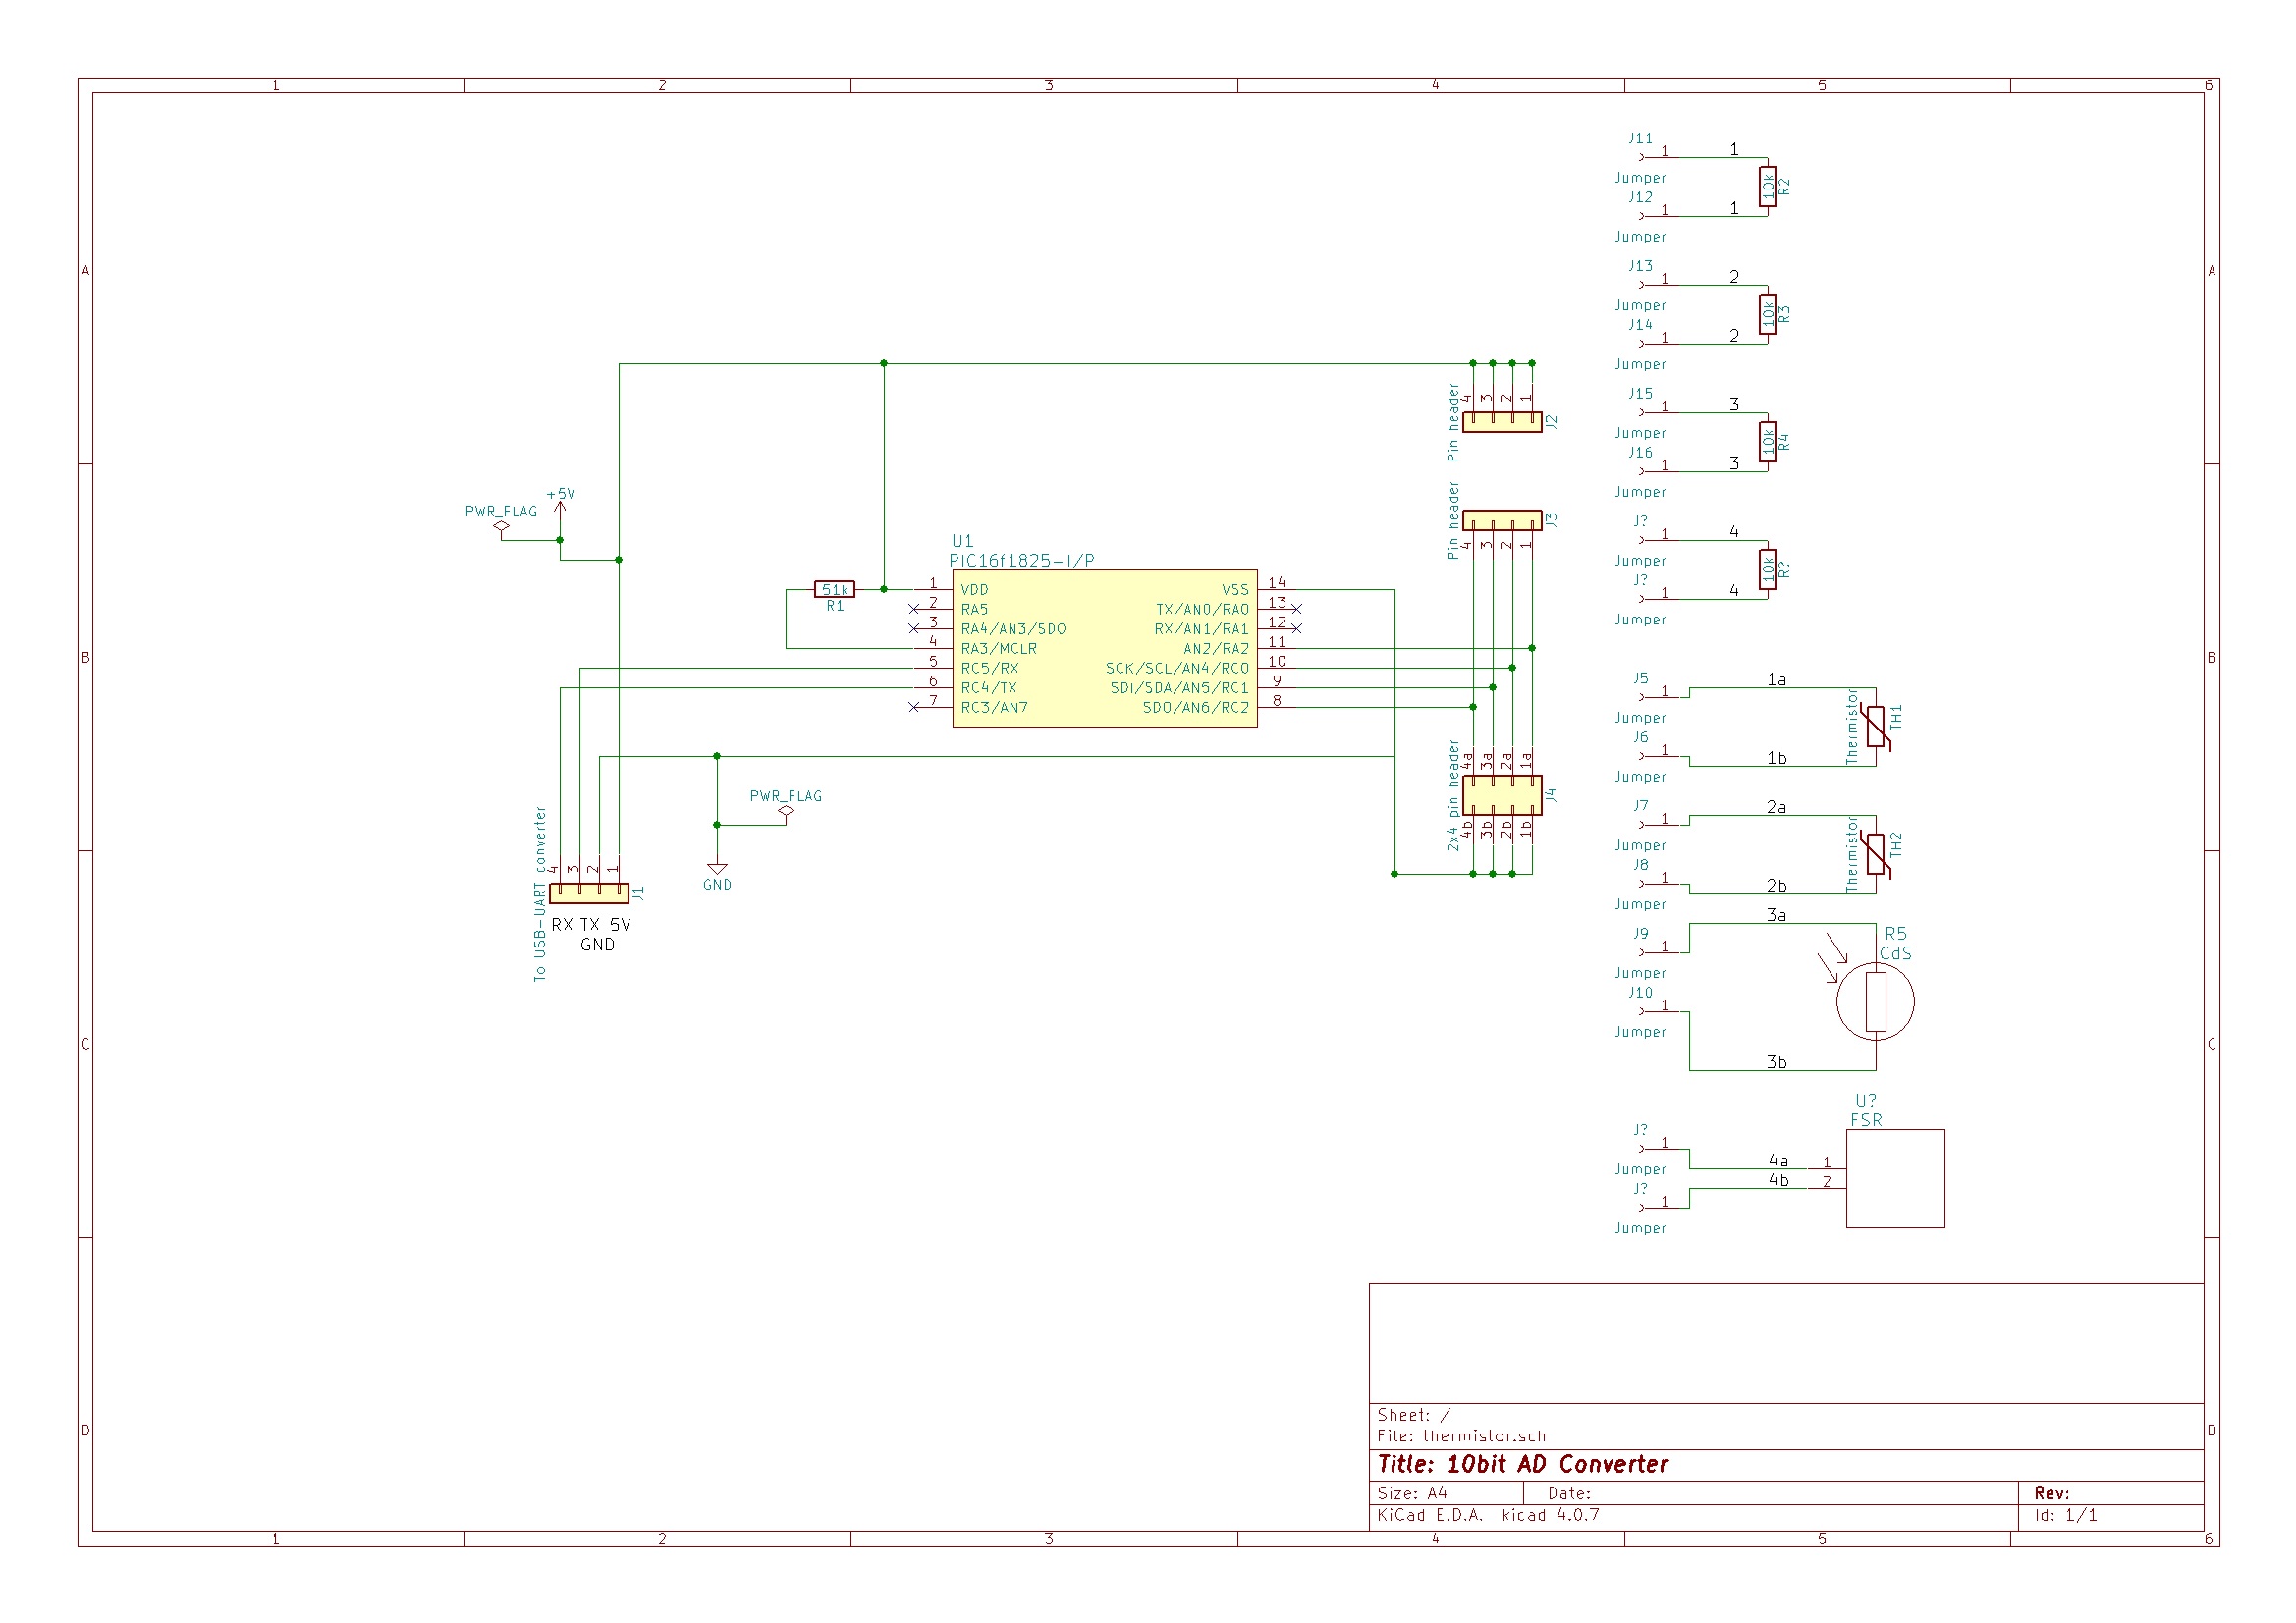 1 2 3 4 5 6
A
B
C
D
A
B
C
D
1 2 3 4 5 6
+5V
PWR_FLAG
51k
R1
U1
PIC16f1825-I/P
1 VDD
2 RA5
3 RA4/AN3/SDO
4 RA3/MCLR
5 RC5/RX
6 RC4/TX
7 RC3/AN7
VSS 14
TX/AN0/RA0 13
RX/AN1/RA1 12
AN2/RA2 11
SCK/SCL/AN4/RC0 10
SDI/SDA/AN5/RC1 9
SDO/AN6/RC2 8
PWR_FLAG
GND
To USB-UART converter
4 3 2 1
J1
RX TX 5V
GND
Pin header
4 3 2 1
J2
Pin header
4 3 2 1
J3
2x4 pin header
4a 3a 2a 1a
4b 3b 2b 1b
J4
J11
1 1
Jumper
J12
1 1
Jumper
10k
R2
J13
1 2
Jumper
J14
1 2
Jumper
10k
R3
J15
1 3
Jumper
J16
1 3
Jumper
10k
R4
J?
1 4
Jumper
J?
1 4
Jumper
10k
R?
J5
1 1a
Jumper
J6
1 1b
Jumper
Thermistor
TH1
J7
1 2a
Jumper
J8
1 2b
Jumper
Thermistor
TH2
J9
1 3a
Jumper
J10
1 3b
Jumper
R5
CdS
U?
FSR
J?
1 4a 1
Jumper
J?
1 4b 2
Jumper
Sheet: /
File: thermistor.sch
Title: 10bit AD Converter
Size: A4 Date: Rev:
KiCad E.D.A. kicad 4.0.7 Id: 1/1